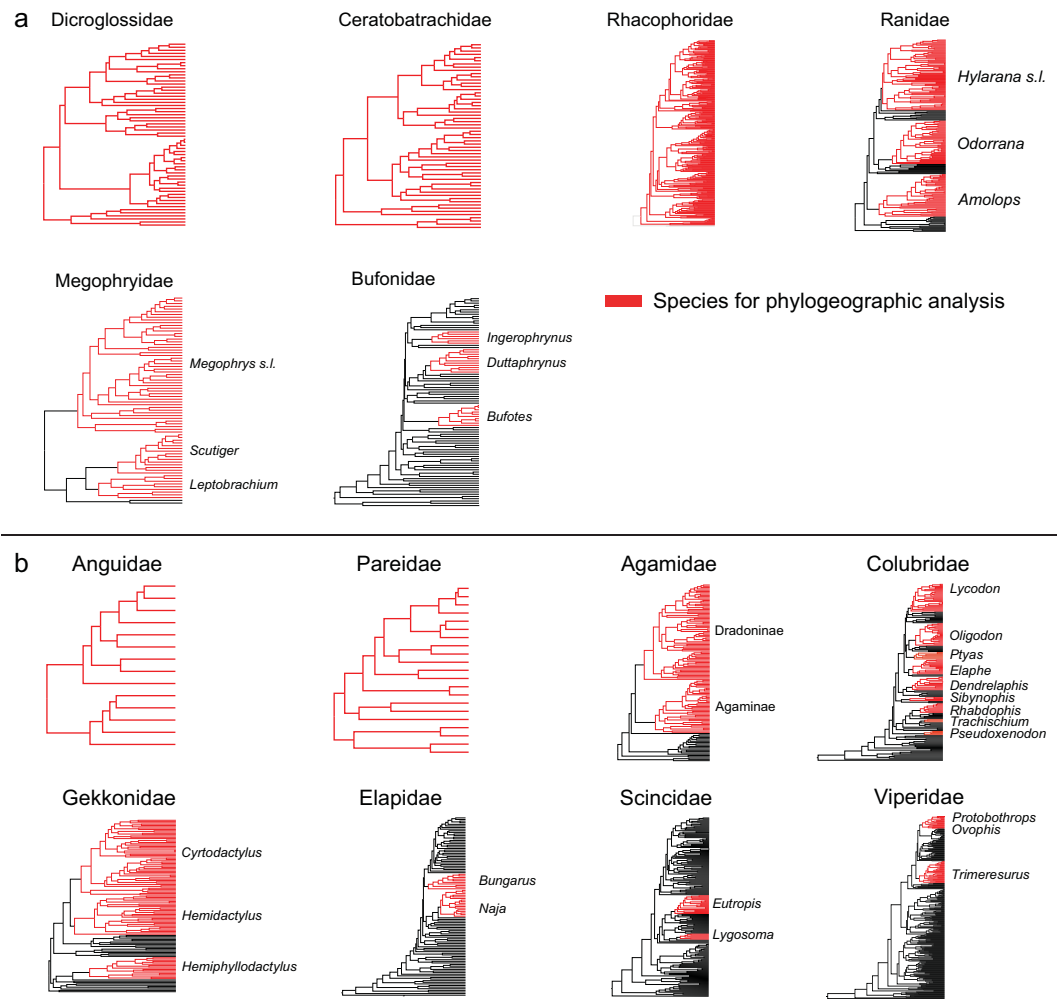 a
Dicroglossidae
Ceratobatrachidae
Rhacophoridae
Ranidae
Hylarana s.l.
Odorrana
Amolops
Megophryidae
Bufonidae
Species for phylogeographic analysis
Megophrys s.l.
Scutiger
Leptobrachium
Ingerophrynus
Duttaphrynus
Bufotes
b
Anguidae
Pareidae
Agamidae
Colubridae
Dradoninae
Agaminae
Lycodon
Oligodon
Ptyas
Elaphe
Dendrelaphis
Sibynophis
Rhabdophis
Trachischium
Pseudoxenodon
Gekkonidae
Elapidae
Scincidae
Viperidae
Cyrtodactylus
Hemidactylus
Hemiphyllodactylus
Bungarus
Naja
Eutropis
Lygosoma
Protobothrops
Ovophis
Trimeresurus